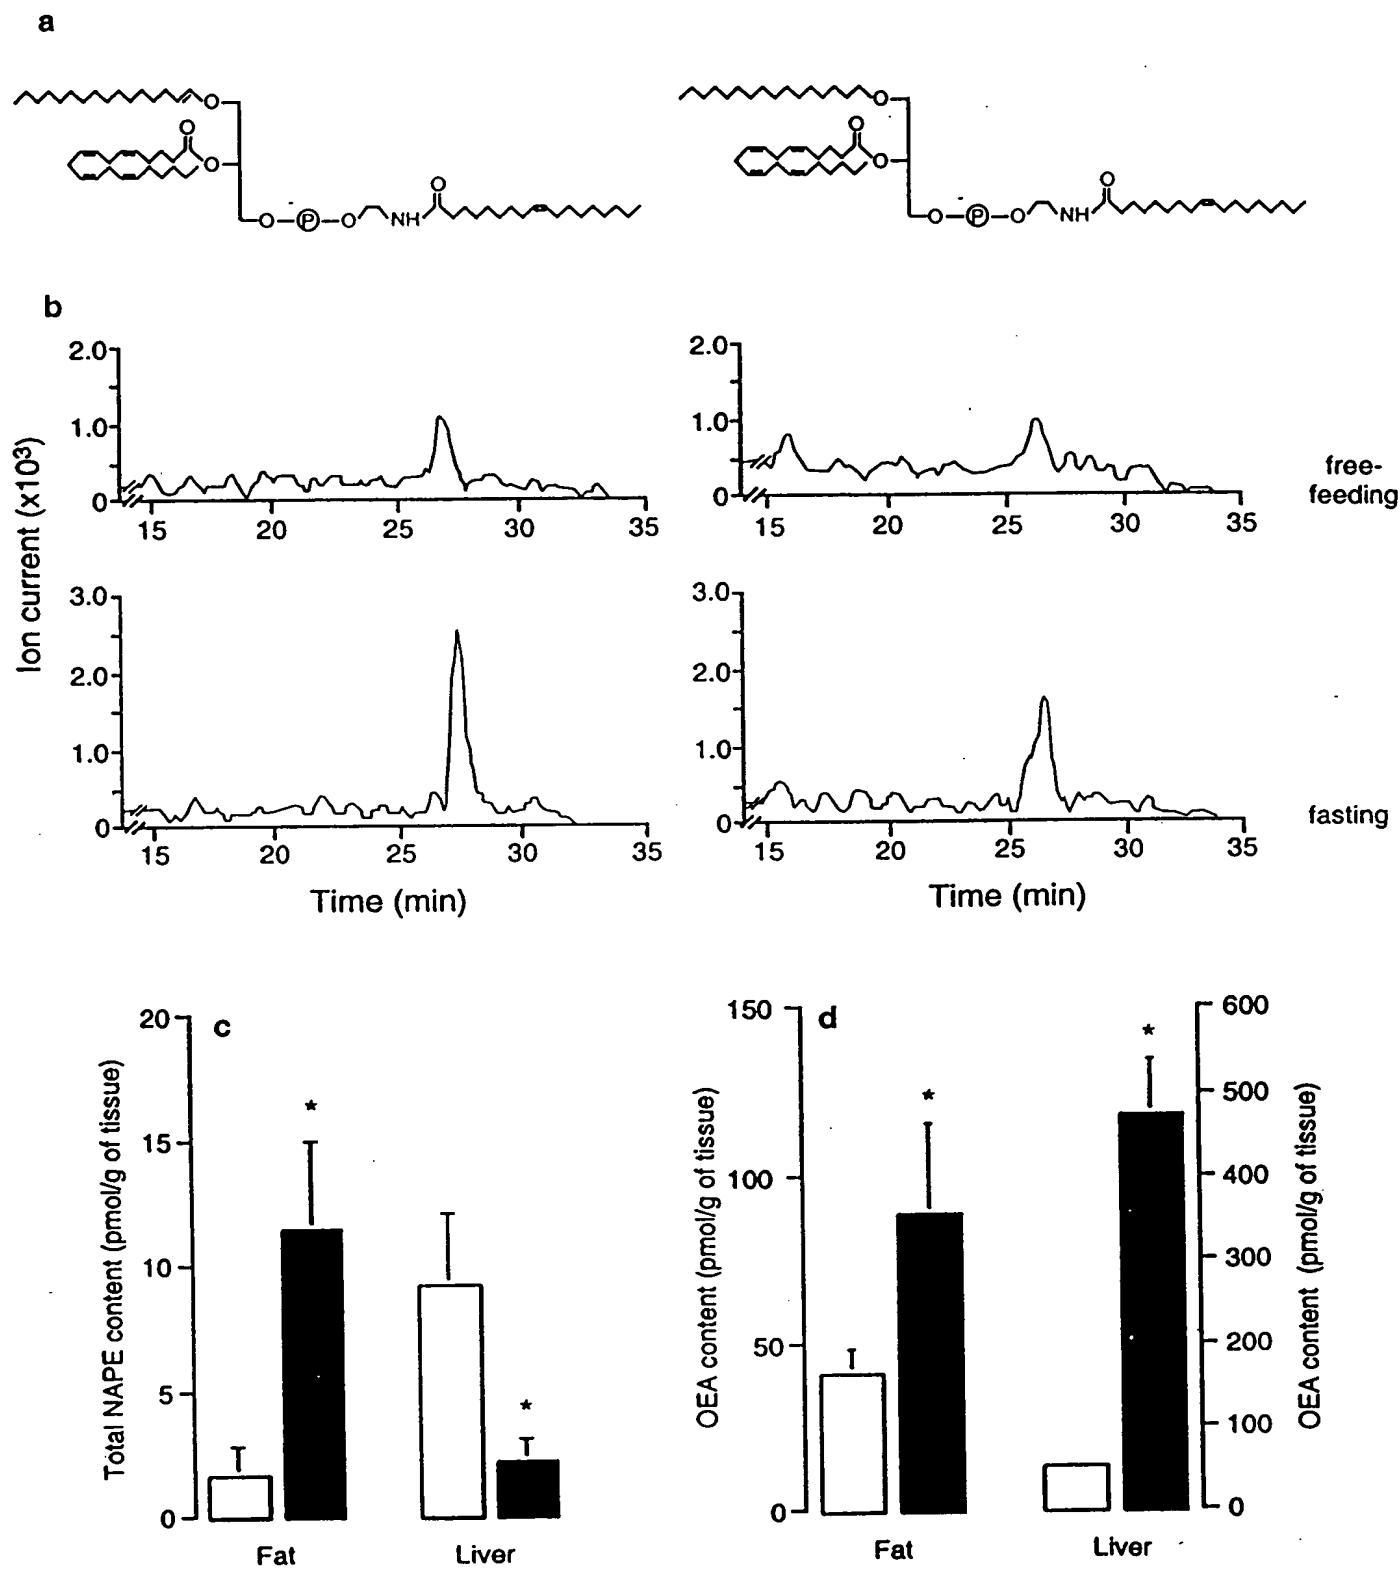 a
O O
O O
O O
O O
O P O NH O P O NH
b
2.0 2.0
1.0 1.0
0 0
15 20 25 30 35 15 20 25 30 35
free-
feeding
Ion current (x10³)
3.0 3.0
2.0 2.0
1.0 1.0
0 0
15 20 25 30 35 15 20 25 30 35
fasting
Time (min) Time (min)
c
20
15
10
5
0
Total NAPE content (pmol/g of tissue)
*
*
Fat Liver
d
150
100
50
0
OEA content (pmol/g of tissue)
*
*
600
500
400
300
200
100
0
OEA content (pmol/g of tissue)
Fat Liver